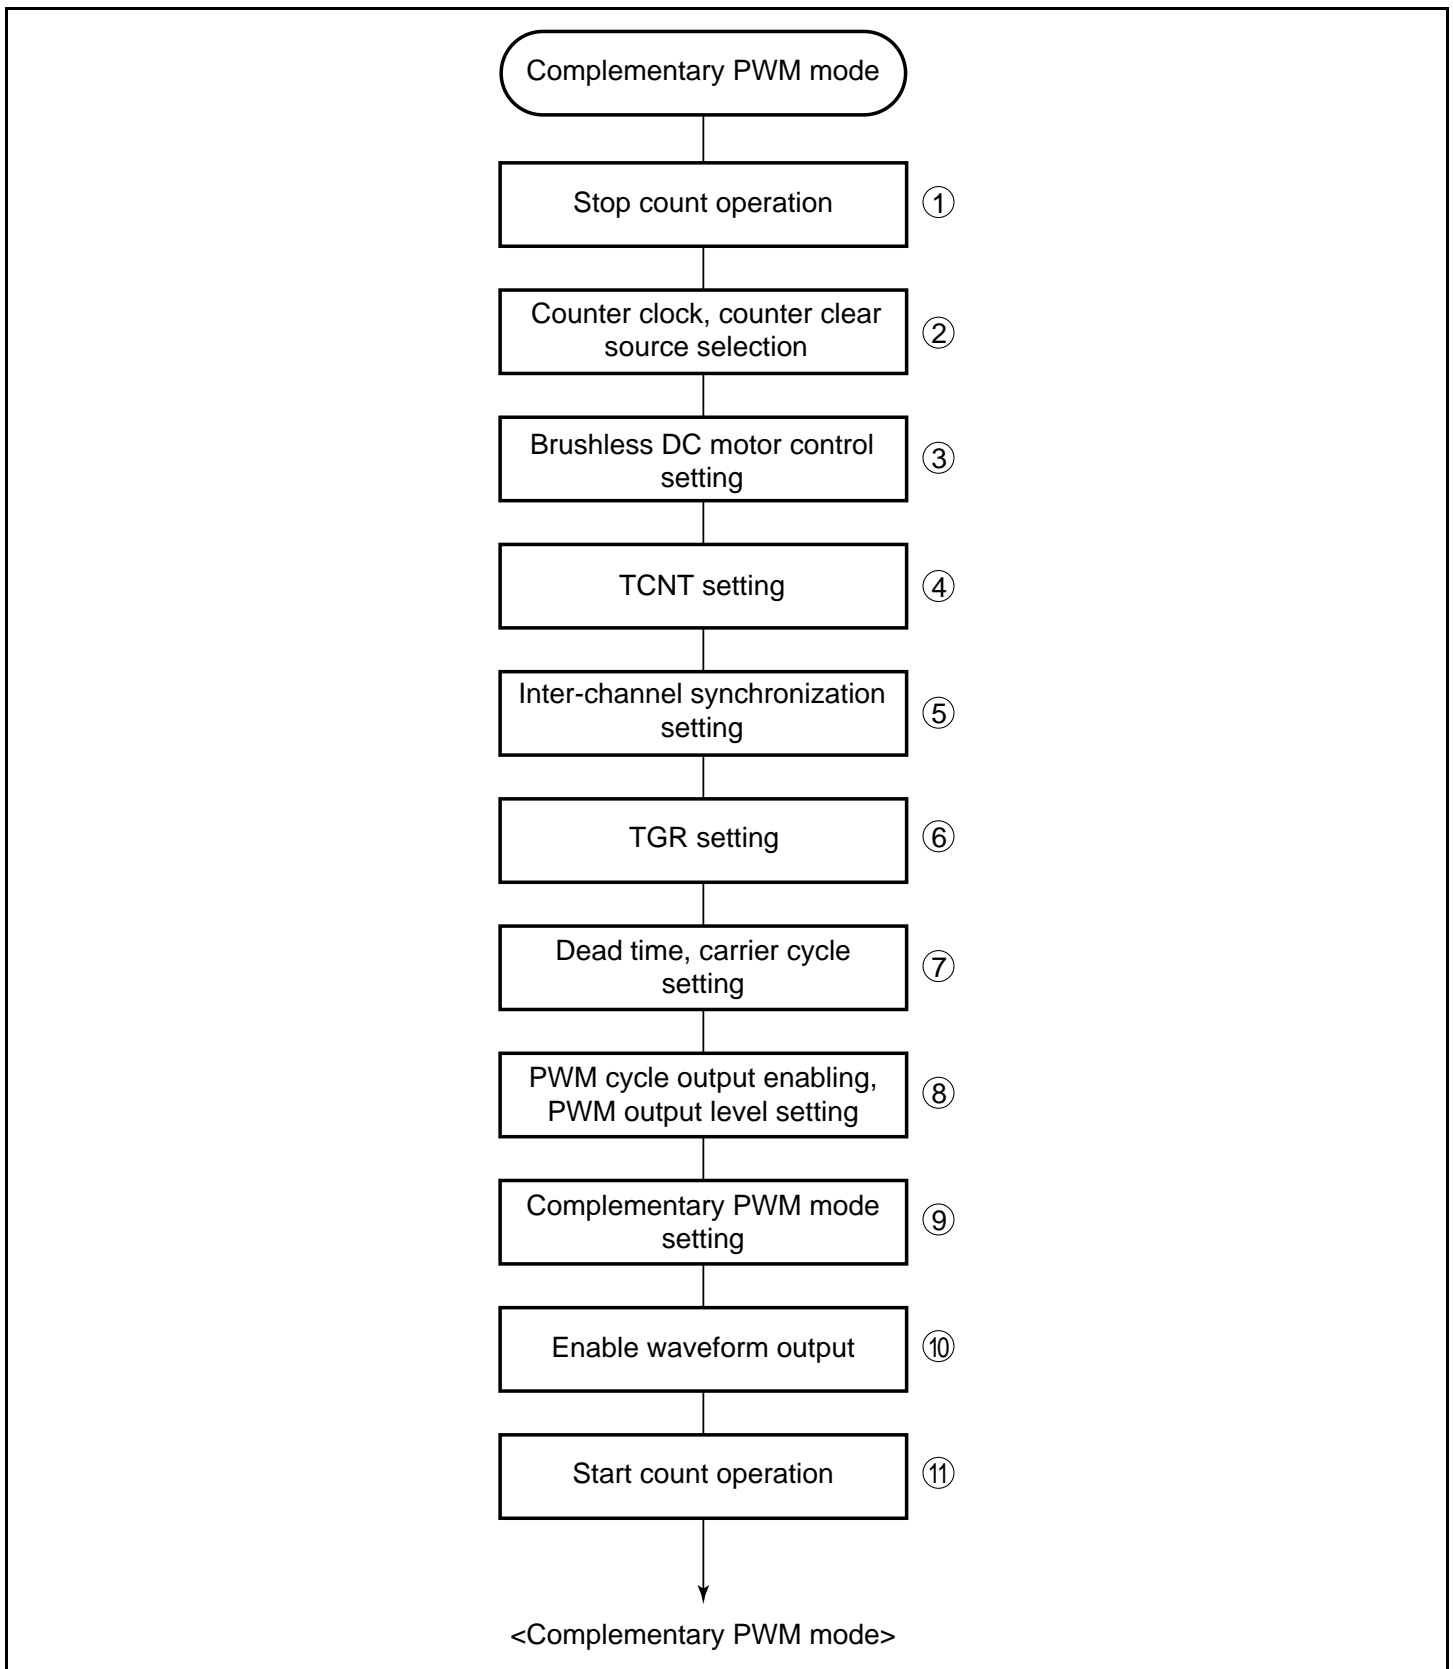 Complementary PWM mode
Stop count operation ①
Counter clock, counter clear
source selection ②
Brushless DC motor control
setting ③
TCNT setting ④
Inter-channel synchronization
setting ⑤
TGR setting ⑥
Dead time, carrier cycle
setting ⑦
PWM cycle output enabling,
PWM output level setting ⑧
Complementary PWM mode
setting ⑨
Enable waveform output ⑩
Start count operation ⑪
<Complementary PWM mode>